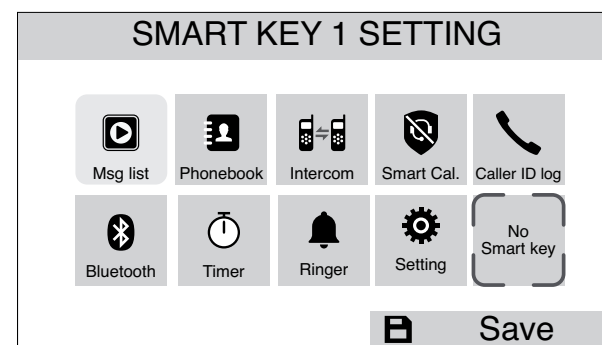 SMART KEY 1 SETTING
Msg list
Phonebook
Intercom
Smart Cal.
Caller ID log
Bluetooth
Timer
Ringer
Setting
No
Smart key
Save